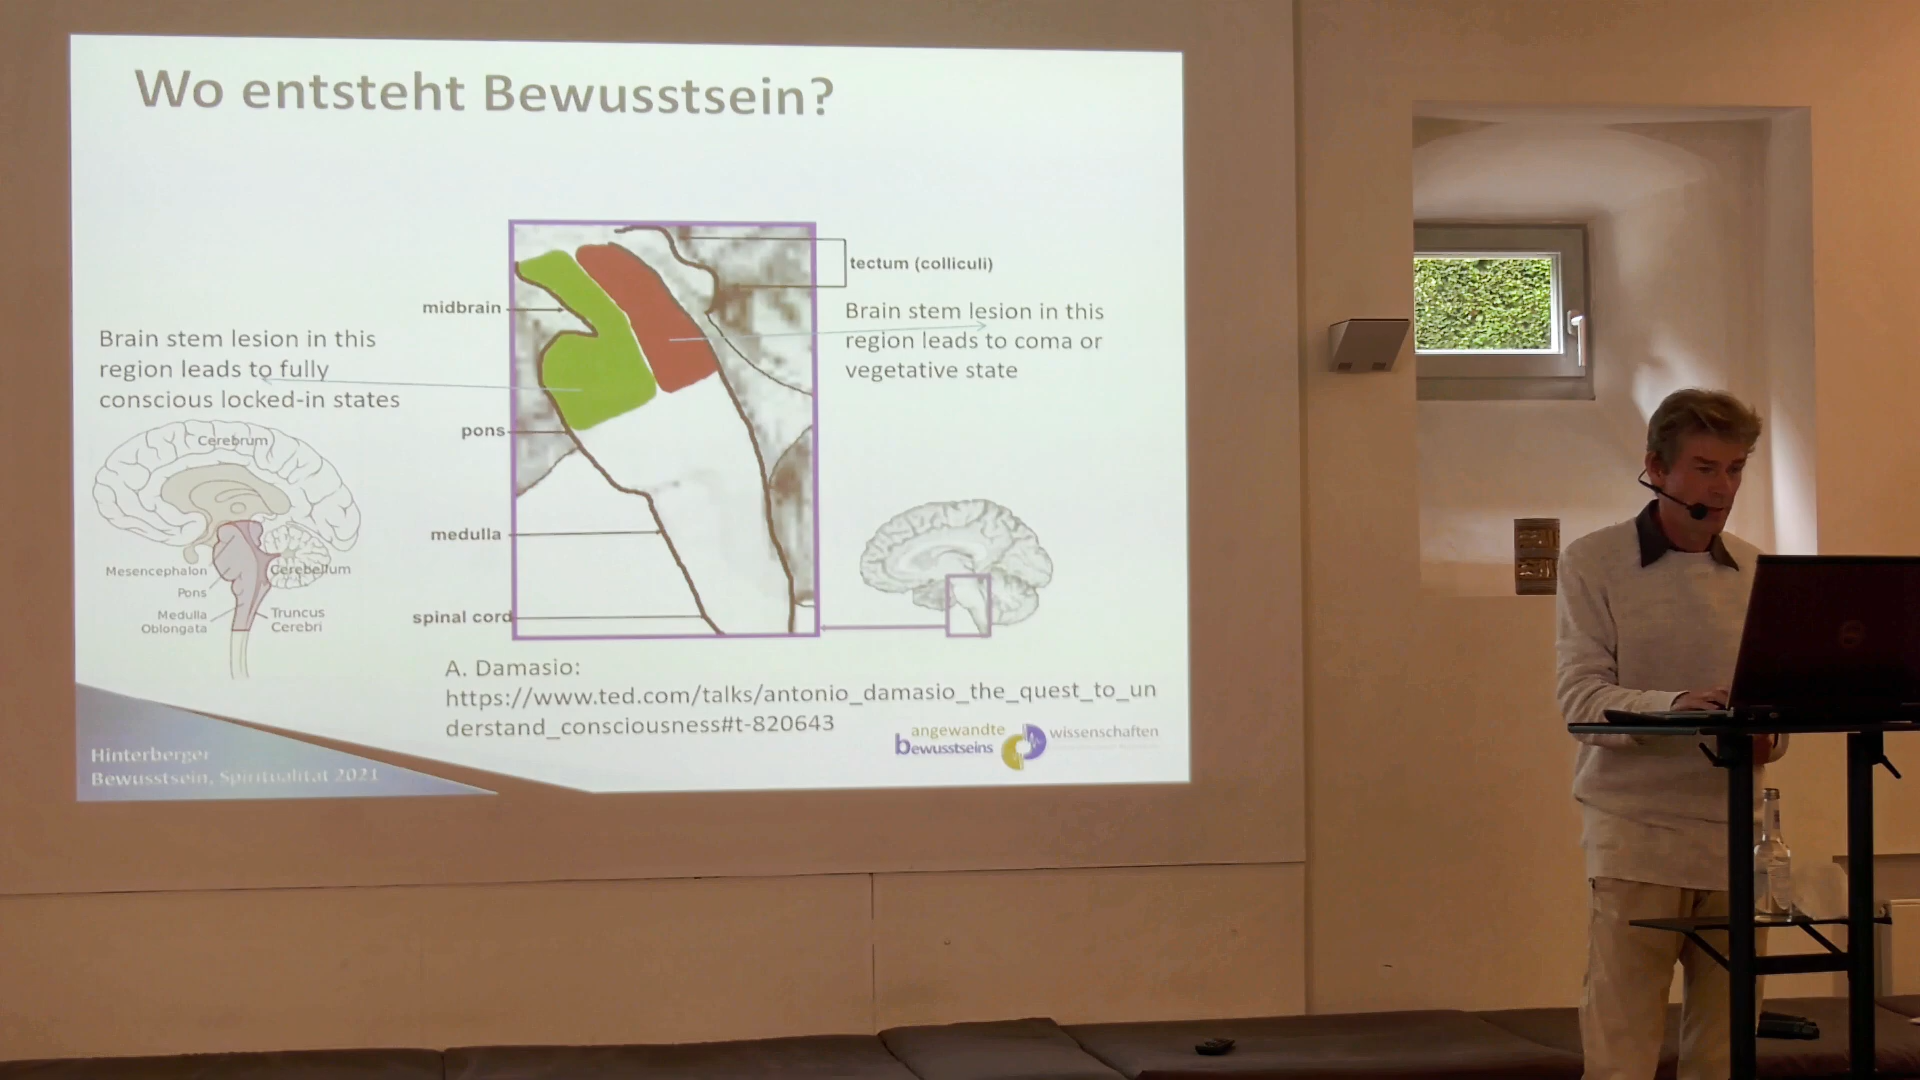 Wo entsteht Bewusstsein?
tectum (colliculi)
midbrain
Brain stem lesion in this
region leads to coma or
vegetative state
Brain stem lesion in this
region leads to fully
conscious locked-in states
pons
medulla
spinal cord
Cerebrum
Mesencephalon
Cerebellum
Pons
Medulla
Oblongata
Truncus
Cerebri
A. Damasio:
https://www.ted.com/talks/antonio_damasio_the_quest_to_un
derstand_consciousness#t-820643
angewandte
bewusstseins
wissenschaften
Hinterberger
Bewusstsein, Spiritualität 2021